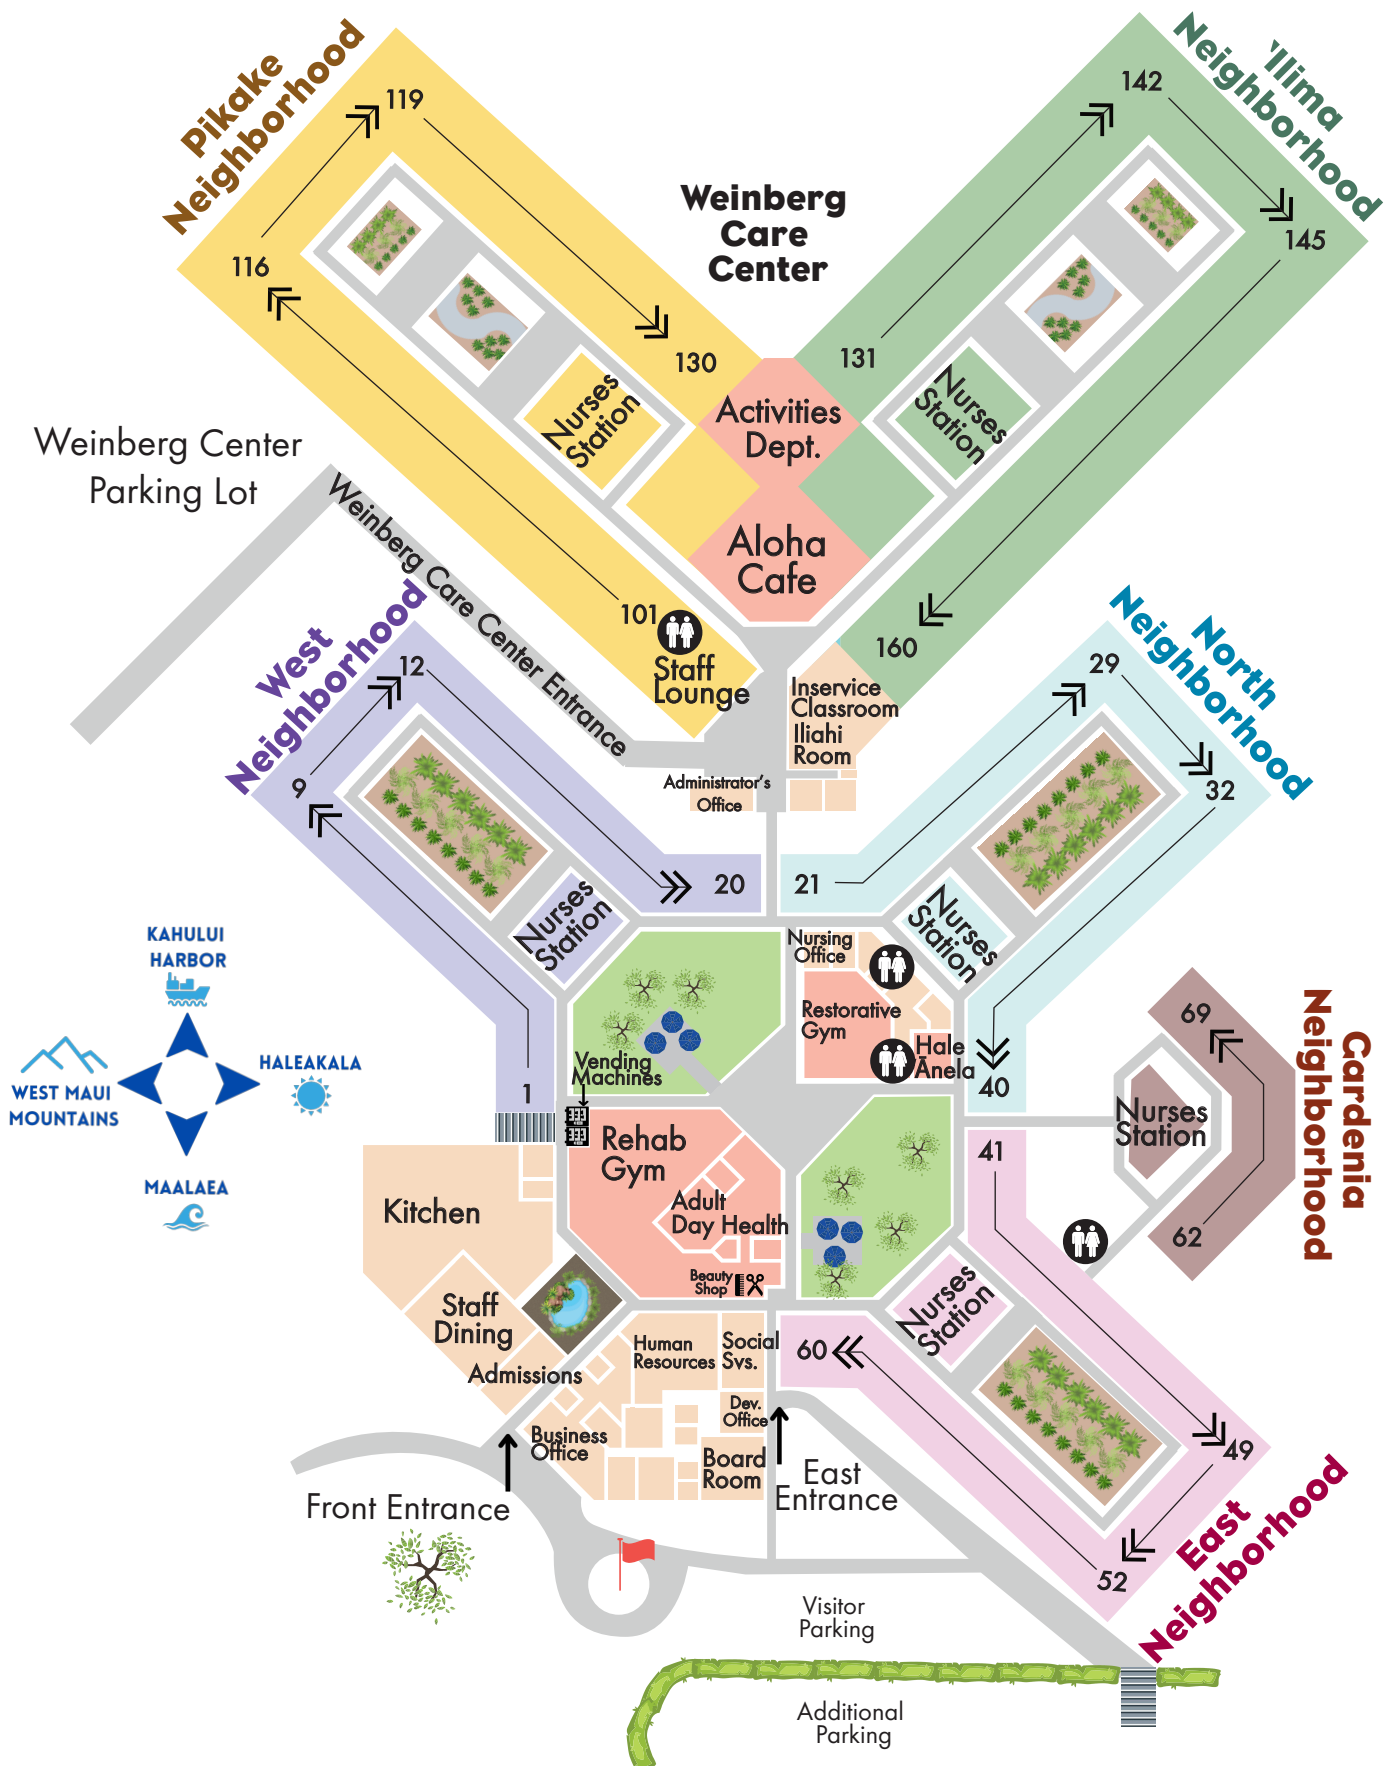 Pikake
Neighborhood
'Ilima
Neighborhood
119
142
116
145
Weinberg
Care
Center
130
131
Nurses
Station
Nurses
Station
Activities
Dept.
Weinberg Center
Parking Lot
Weinberg Care Center Entrance
Aloha
Cafe
101
Staff
Lounge
160
Inservice
Classroom
Iliahi
Room
West
Neighborhood
North
Neighborhood
12
9
29
32
Administrator's
Office
20
21
Nurses
Station
Nurses
Station
Nursing
Office
Restorative
Gym
Hale
Ānela
40
Vending
Machines
1
KAHULUI
HARBOR
WEST MAUI
MOUNTAINS
HALEAKALA
MAALAEA
69
Gardenia
Neighborhood
Nurses
Station
62
41
Rehab
Gym
Adult
Day Health
Beauty
Shop
Kitchen
Staff
Dining
Admissions
Human
Resources
Social
Svs.
60
Nurses
Station
Dev.
Office
Business
Office
Board
Room
49
52
East
Neighborhood
East
Entrance
Front Entrance
Visitor
Parking
Additional
Parking